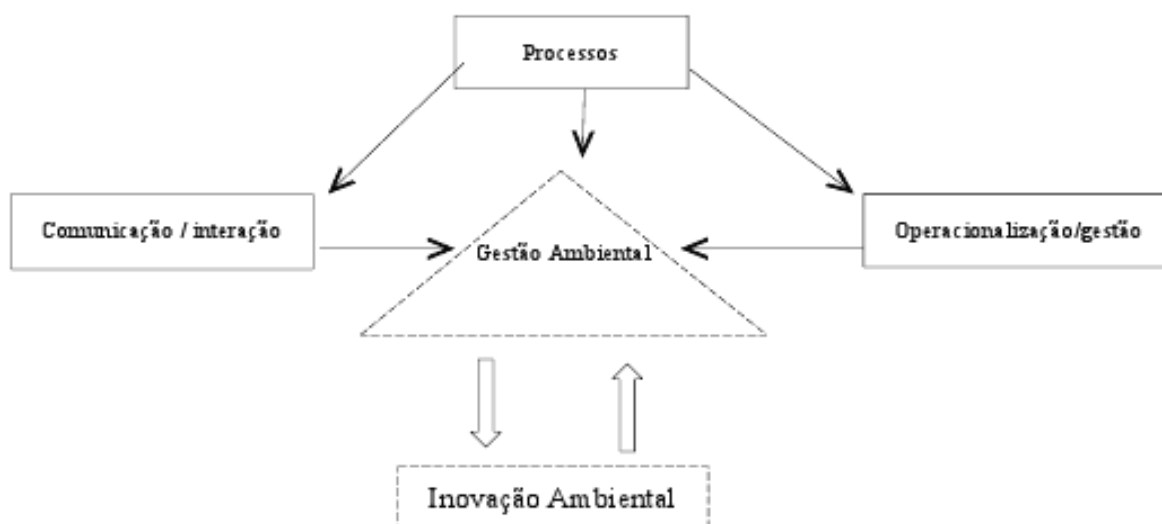 Processos
Comunicação / interação
Gestão Ambiental
Operacionalização/gestão
Inovação Ambiental